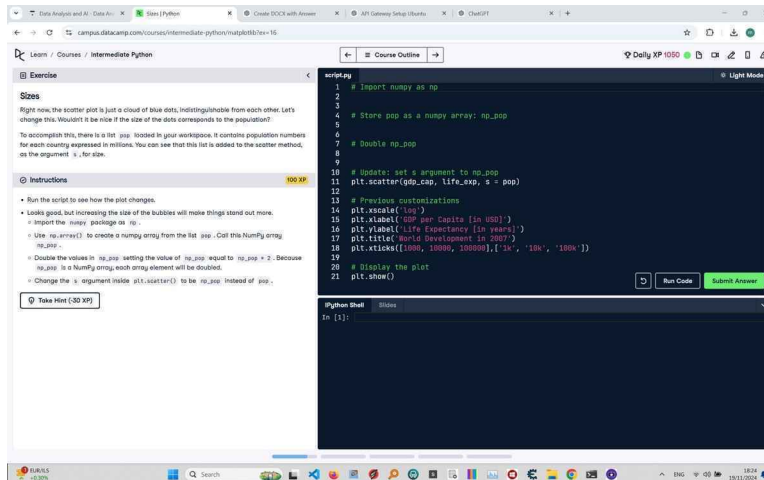 Data Analysis and AI - Data An
Sizes | Python
Create DOCX with Answer
API Gateway Setup Ubuntu
ChatGPT
campus.datacamp.com/courses/intermediate-python/matplotlib?ex=16
Learn / Courses / Intermediate Python
Course Outline
Daily XP 1050
Exercise
Sizes
Right now, the scatter plot is just a cloud of blue dots, indistinguishable from each other. Let's
change this. Wouldn't it be nice if the size of the dots corresponds to the population?
To accomplish this, there is a list pop loaded in your workspace. It contains population numbers
for each country expressed in millions. You can see that this list is added to the scatter method,
as the argument s, for size.
Instructions
100 XP
• Run the script to see how the plot changes.
• Looks good, but increasing the size of the bubbles will make things stand out more.
◦ Import the numpy package as np.
◦ Use np.array() to create a numpy array from the list pop. Call this NumPy array
np_pop.
◦ Double the values in np_pop setting the value of np_pop equal to np_pop * 2. Because
np_pop is a NumPy array, each array element will be doubled.
◦ Change the s argument inside plt.scatter() to be np_pop instead of pop.
Take Hint (-30 XP)
script.py
Light Mode
1 # Import numpy as np
2
3
4 # Store pop as a numpy array: np_pop
5
6
7 # Double np_pop
8
9
10 # Update: set s argument to np_pop
11 plt.scatter(gdp_cap, life_exp, s = pop)
12
13 # Previous customizations
14 plt.xscale('log')
15 plt.xlabel('GDP per Capita [in USD]')
16 plt.ylabel('Life Expectancy [in years]')
17 plt.title('World Development in 2007')
18 plt.xticks([1000, 10000, 100000],['1k', '10k', '100k'])
19
20 # Display the plot
21 plt.show()
Run Code
Submit Answer
IPython Shell
Slides
In [1]:
EUR/ILS
+0.30%
Search
ENG
18:24
19/11/2024